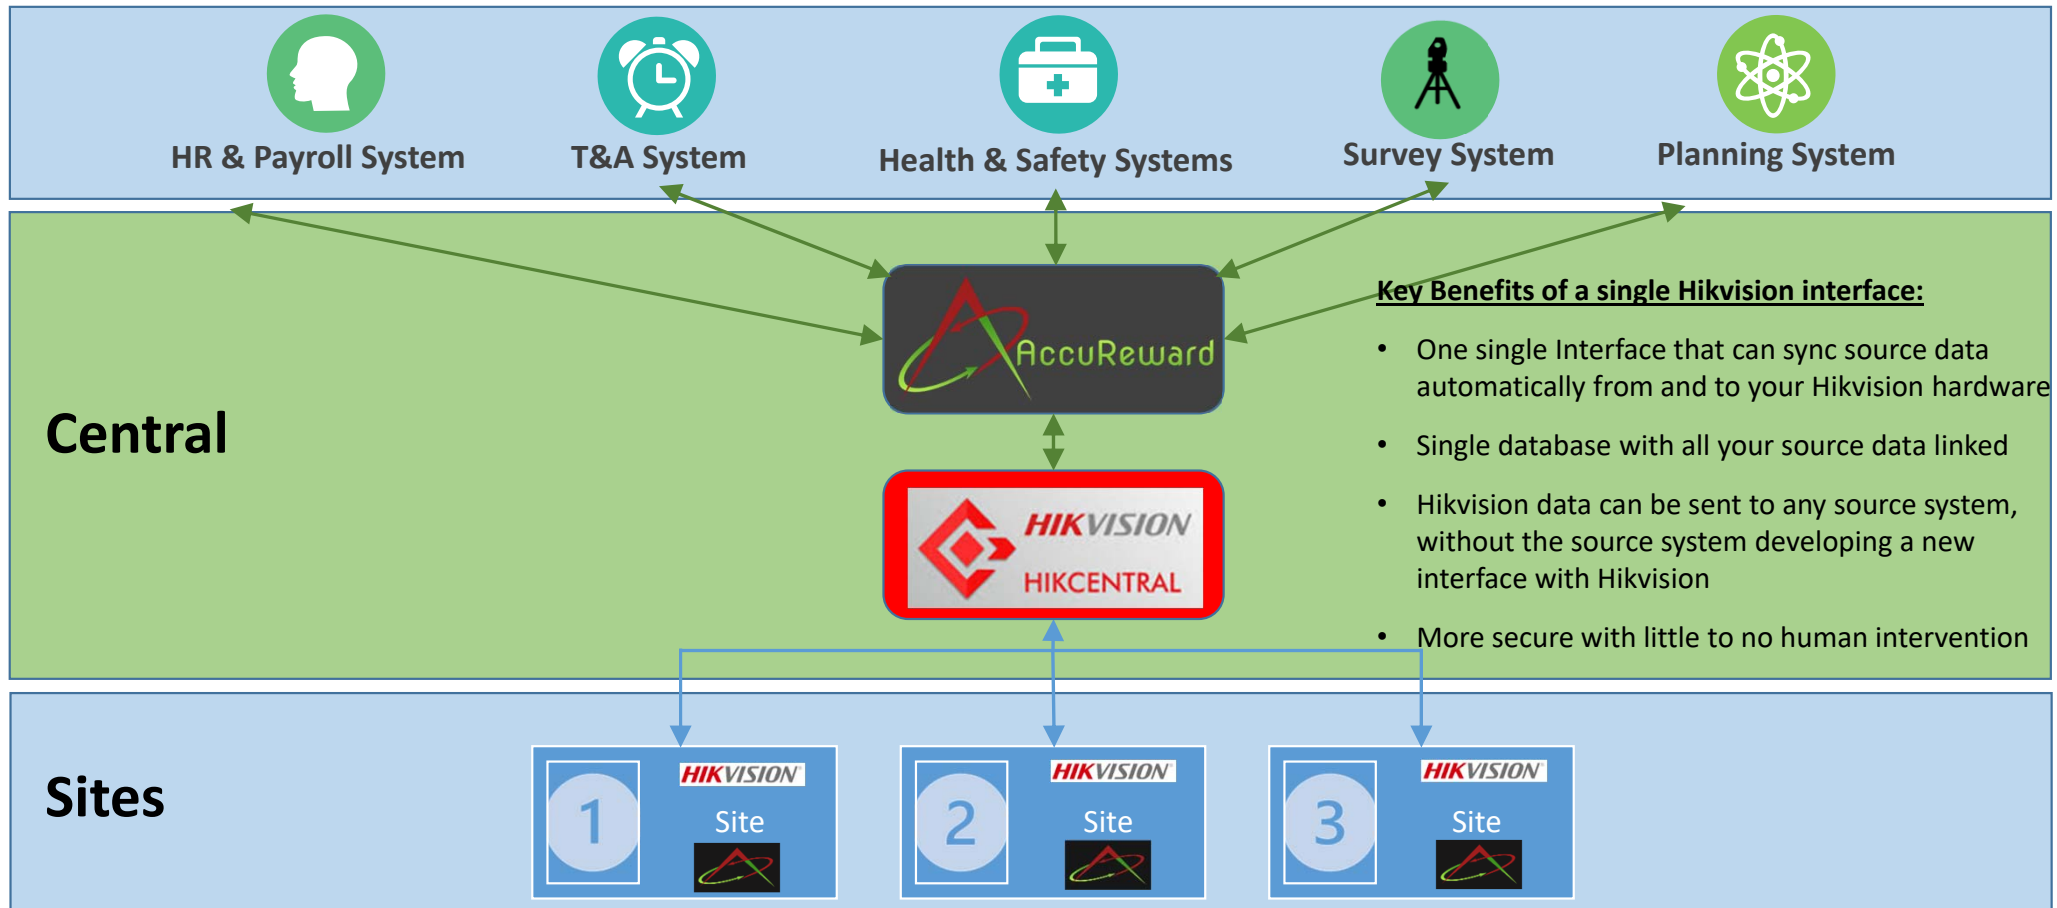 HR & Payroll System
T&A System
Health & Safety Systems
Survey System
Planning System
Central
AccuReward
HIKVISION
HIKCENTRAL
Key Benefits of a single Hikvision interface:
• One single Interface that can sync source data
automatically from and to your Hikvision hardware
• Single database with all your source data linked
• Hikvision data can be sent to any source system,
without the source system developing a new
interface with Hikvision
• More secure with little to no human intervention
Sites
1
HIKVISION
Site
2
HIKVISION
Site
3
HIKVISION
Site